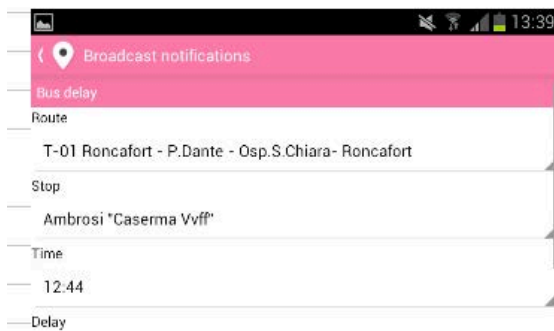 13:39
Broadcast notifications
Bus delay
Route
T-01 Roncafort - P.Dante - Osp.S.Chiara- Roncafort
Stop
Ambrosi "Caserma Vvff"
Time
12:44
Delay